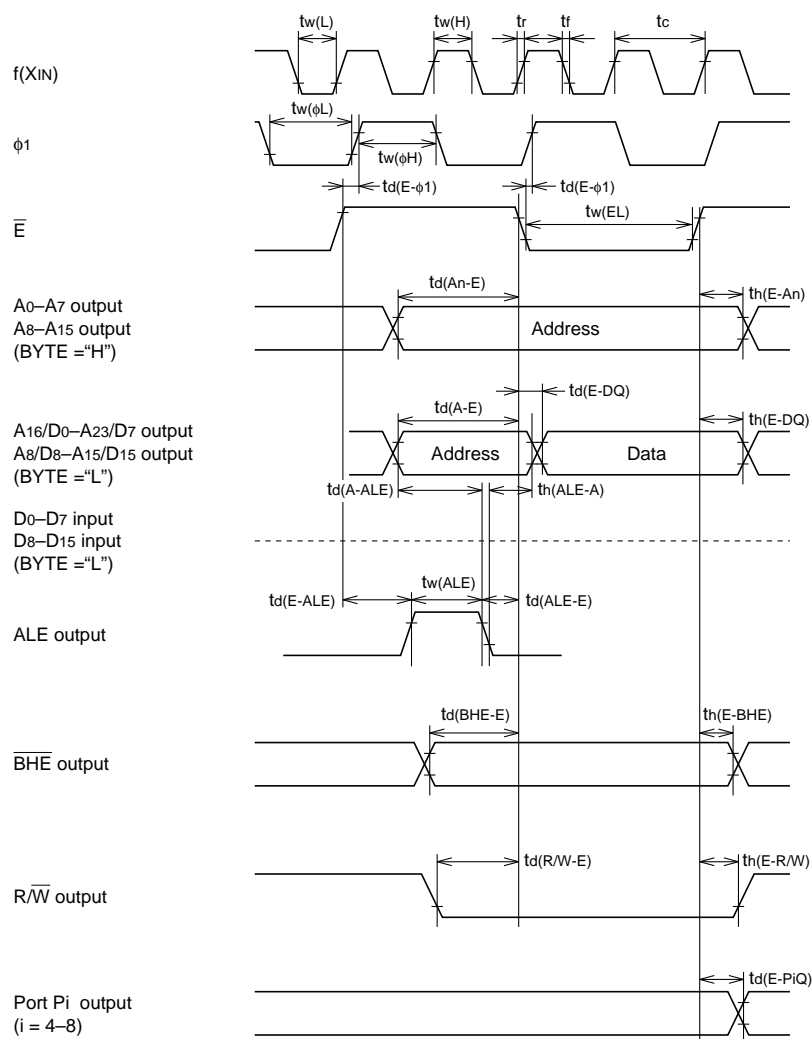 tw(L) tw(H) tr tf tc
f(XIN)
tw(ϕL)
ϕ1
tw(ϕH)
td(E-ϕ1) td(E-ϕ1)
tw(EL)
E̅
td(An-E)
th(E-An)
A0–A7 output
A8–A15 output
(BYTE =“H”)
Address
td(E-DQ)
td(A-E)
th(E-DQ)
A16/D0–A23/D7 output
A8/D8–A15/D15 output
(BYTE =“L”)
Address Data
td(A-ALE) th(ALE-A)
D0–D7 input
D8–D15 input
(BYTE =“L”)
tw(ALE)
td(E-ALE) td(ALE-E)
ALE output
td(BHE-E) th(E-BHE)
B̅H̅E̅ output
td(R/W-E) th(E-R/W)
R/W̅ output
td(E-PiQ)
Port Pi output
(i = 4–8)